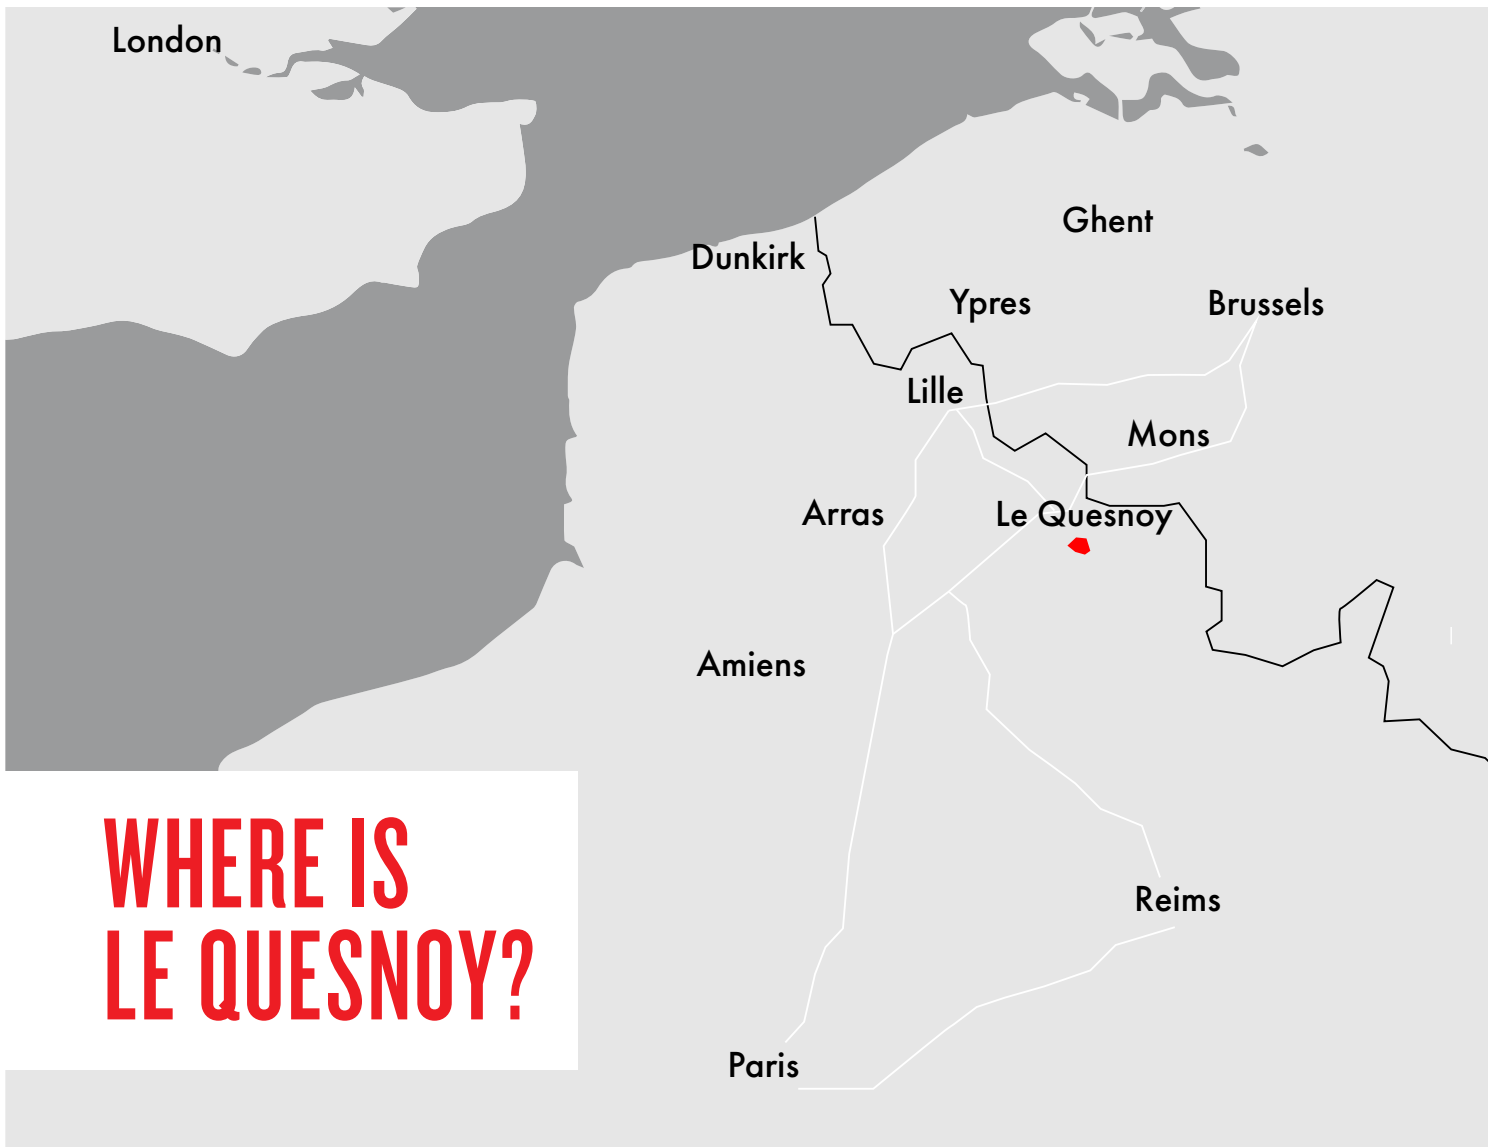 London
Ghent
Dunkirk
Ypres
Brussels
Lille
Mons
Arras
Le Quesnoy
Amiens
WHERE IS
LE QUESNOY?
Reims
Paris